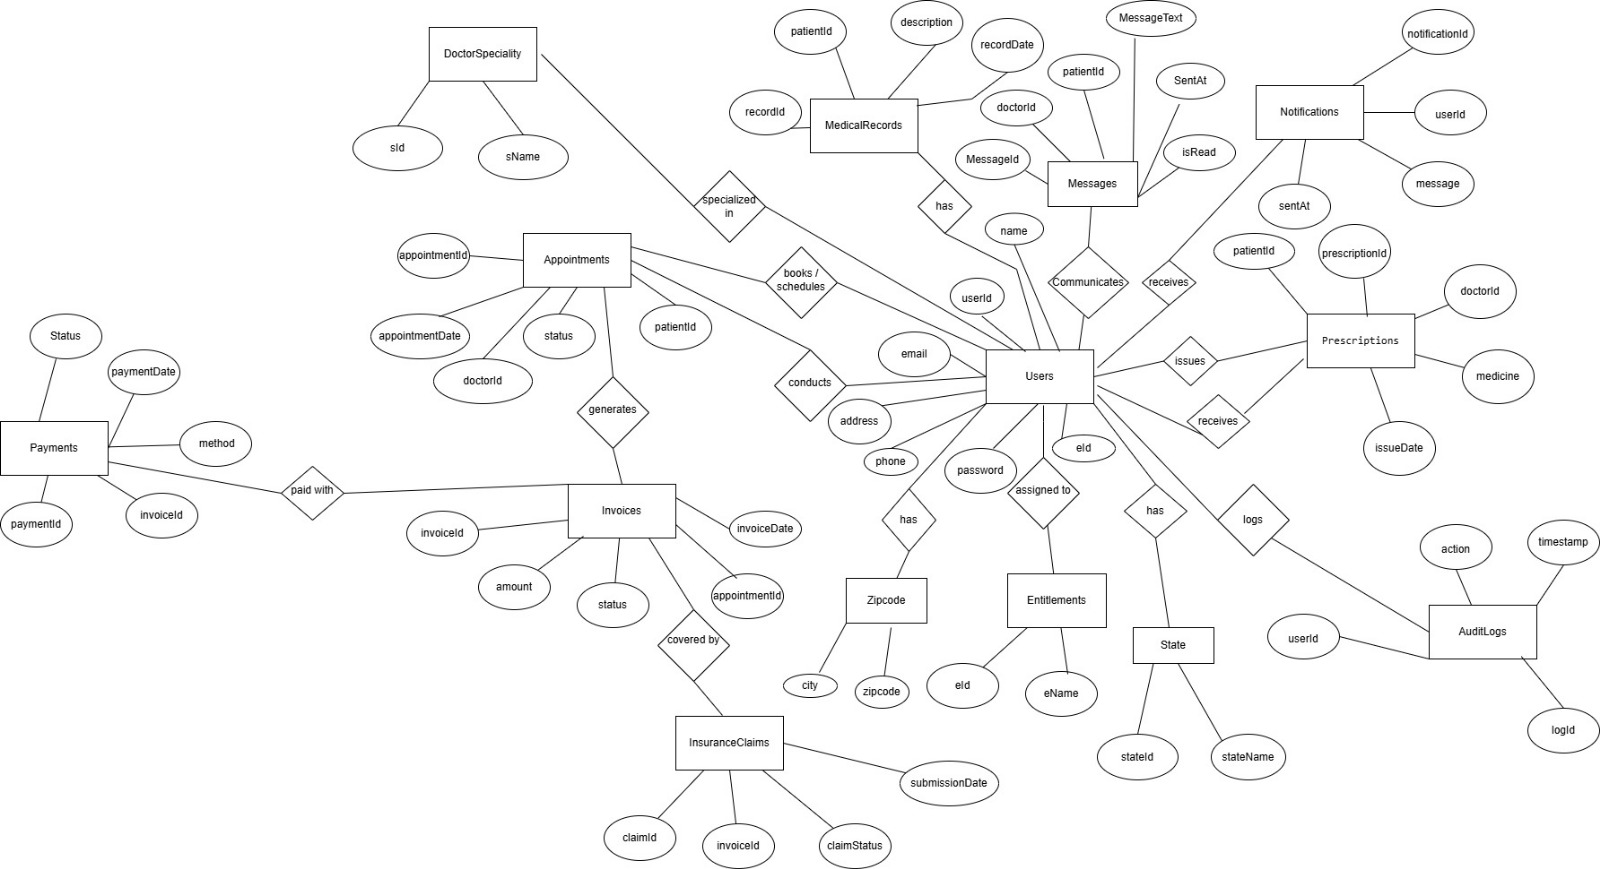 MessageText
description
patientId
notificationId
recordDate
DoctorSpeciality
patientId
SentAt
doctorId
recordId
MedicalRecords
Notifications
userId
sId
sName
MessageId
isRead
Messages
message
specialized
in
has
sentAt
name
appointmentId
Appointments
patientId
prescriptionId
books /
schedules
Communicates
receives
doctorId
userId
Status
appointmentDate
status
patientId
Prescriptions
email
issues
paymentDate
doctorId
conducts
Users
medicine
generates
address
receives
Payments
method
phone
password
eId
issueDate
paid with
assigned to
paymentId
invoiceId
Invoices
has
has
logs
invoiceId
invoiceDate
action
timestamp
amount
status
appointmentId
Zipcode
Entitlements
covered by
userId
AuditLogs
State
city
zipcode
eId
eName
logId
InsuranceClaims
stateId
stateName
submissionDate
claimId
invoiceId
claimStatus